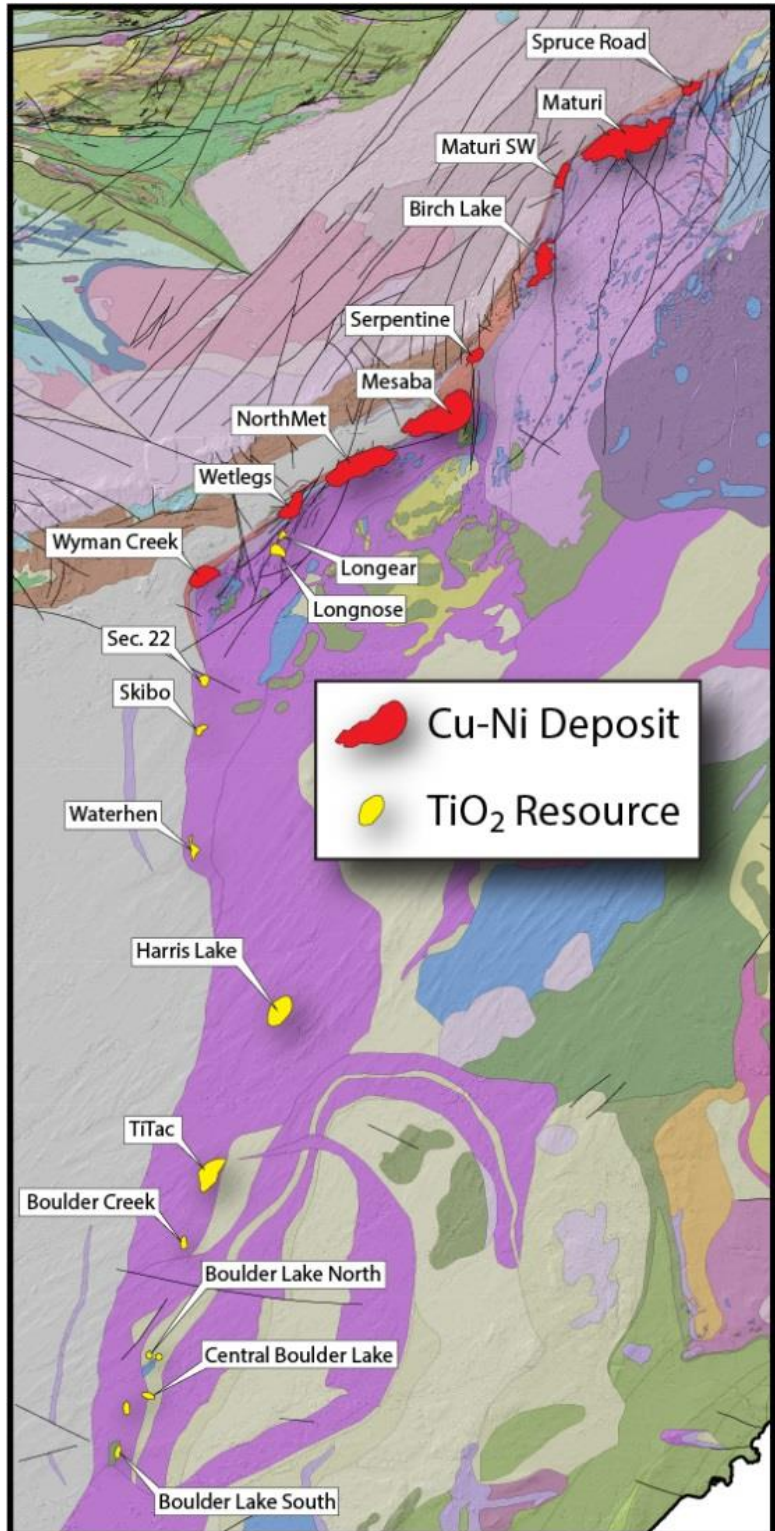 Spruce Road
Maturi
Maturi SW
Birch Lake
Serpentine
Mesaba
NorthMet
Wetlegs
Wyman Creek
Longear
Longnose
Sec. 22
Skibo
Cu-Ni Deposit
TiO₂ Resource
Waterhen
Harris Lake
TiTac
Boulder Creek
Boulder Lake North
Central Boulder Lake
Boulder Lake South